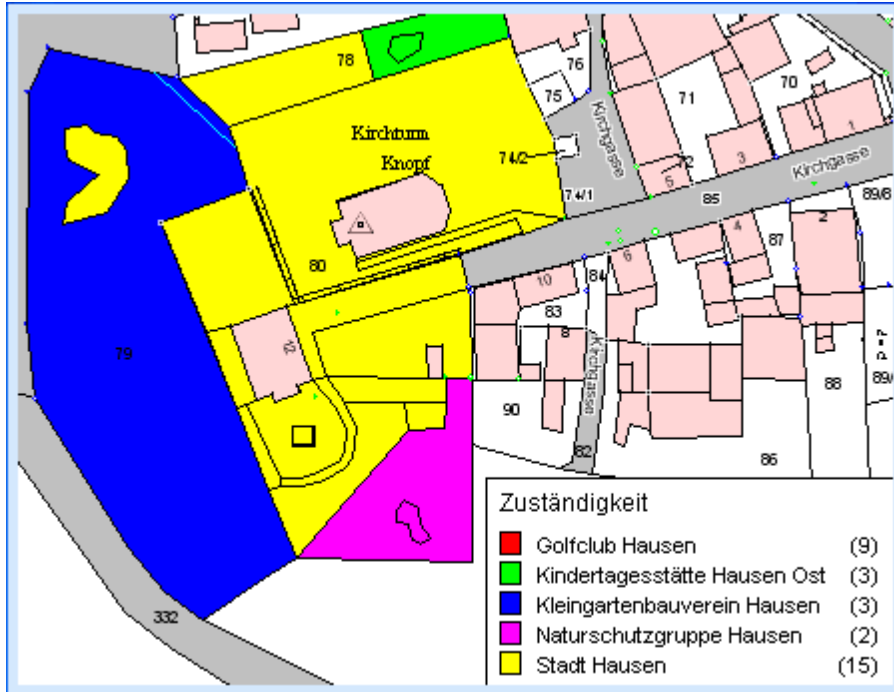 78
76
75
71
70
1
Kirchgasse
Kirchturm
Knopf
74/2
72
3
Kirchgasse
5
74/1
85
89/8
2
4
87
80
6
84
10
83
8
12
79
Kirchgasse
88
89/
90
82
86
332
Zuständigkeit
Golfclub Hausen (9)
Kindertagesstätte Hausen Ost (3)
Kleingartenbauverein Hausen (3)
Naturschutzgruppe Hausen (2)
Stadt Hausen (15)